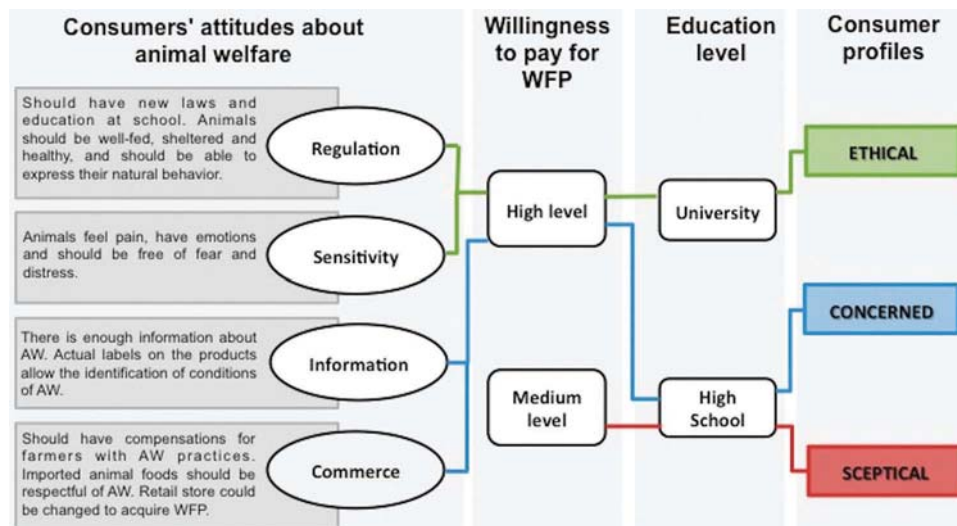 Consumers' attitudes about
animal welfare
Willingness
to pay for
WFP
Education
level
Consumer
profiles
Should have new laws and
education at school. Animals
should be well-fed, sheltered and
healthy, and should be able to
express their natural behavior.
Regulation
Animals feel pain, have emotions
and should be free of fear and
distress.
Sensitivity
There is enough information about
AW. Actual labels on the products
allow the identification of conditions
of AW.
Information
Should have compensations for
farmers with AW practices.
Imported animal foods should be
respectful of AW. Retail store could
be changed to acquire WFP.
Commerce
High level
Medium
level
University
High
School
ETHICAL
CONCERNED
SCEPTICAL